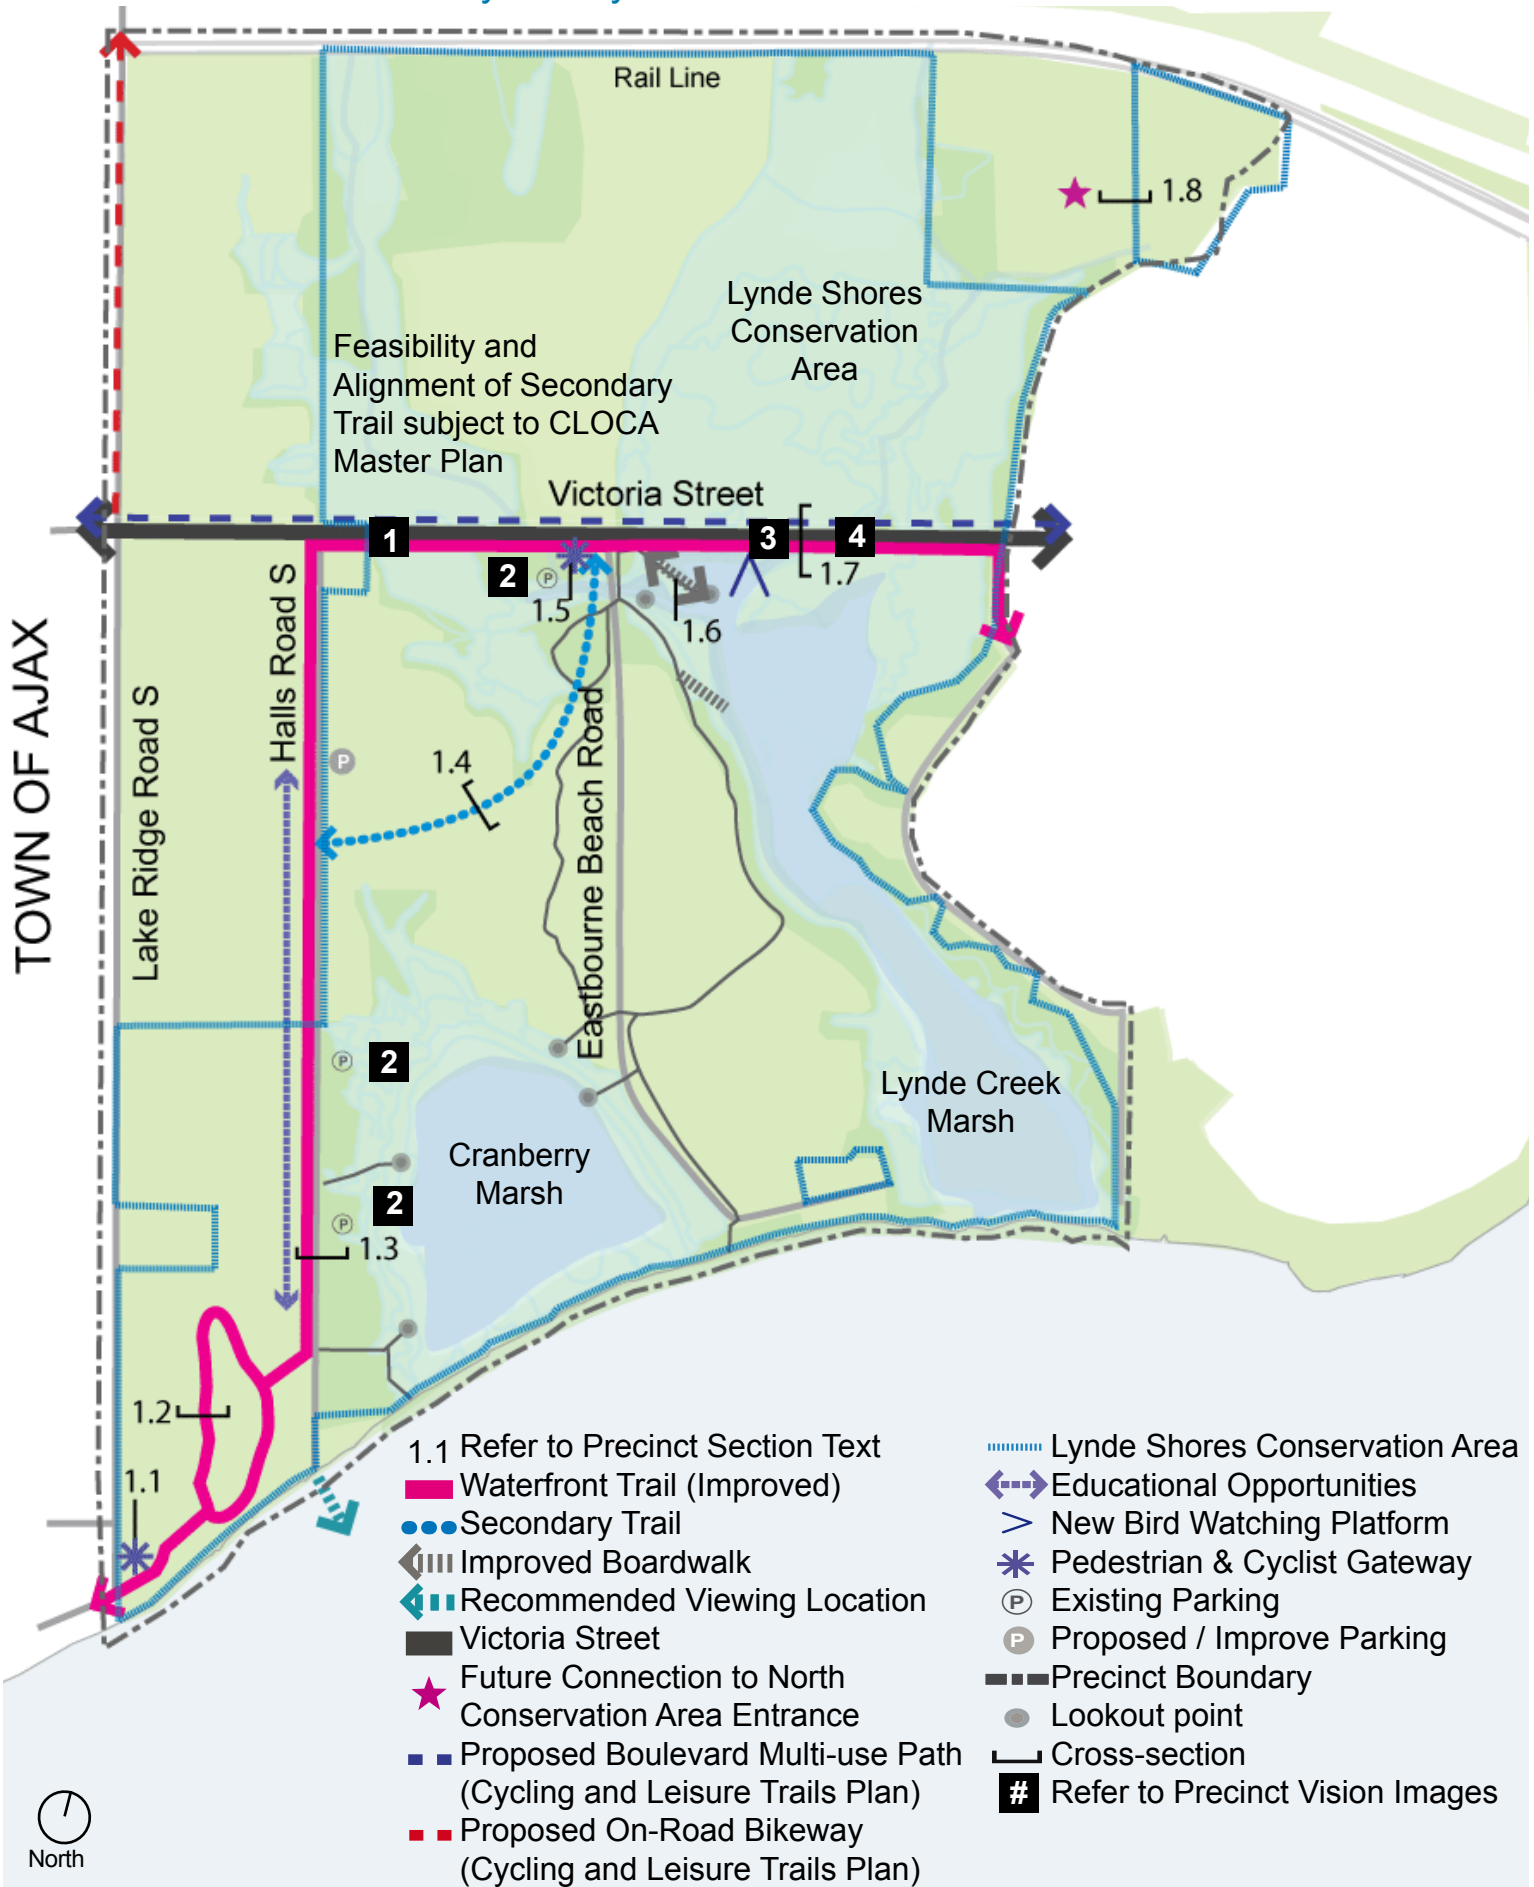 Rail Line
1.8
Lynde Shores
Conservation
Area
Feasibility and
Alignment of Secondary
Trail subject to CLOCA
Master Plan
Victoria Street
1
3
4
2
P
1.5
1.6
1.7
TOWN OF AJAX
Lake Ridge Road S
Halls Road S
P
1.4
Eastbourne Beach Road
P
2
Cranberry
Marsh
Lynde Creek
Marsh
2
P
1.3
1.2
1.1
1.1 Refer to Precinct Section Text
Waterfront Trail (Improved)
Secondary Trail
Improved Boardwalk
Recommended Viewing Location
Victoria Street
Future Connection to North
Conservation Area Entrance
Proposed Boulevard Multi-use Path
(Cycling and Leisure Trails Plan)
Proposed On-Road Bikeway
(Cycling and Leisure Trails Plan)
Lynde Shores Conservation Area
Educational Opportunities
New Bird Watching Platform
Pedestrian & Cyclist Gateway
P Existing Parking
P Proposed / Improve Parking
Precinct Boundary
Lookout point
Cross-section
# Refer to Precinct Vision Images
North